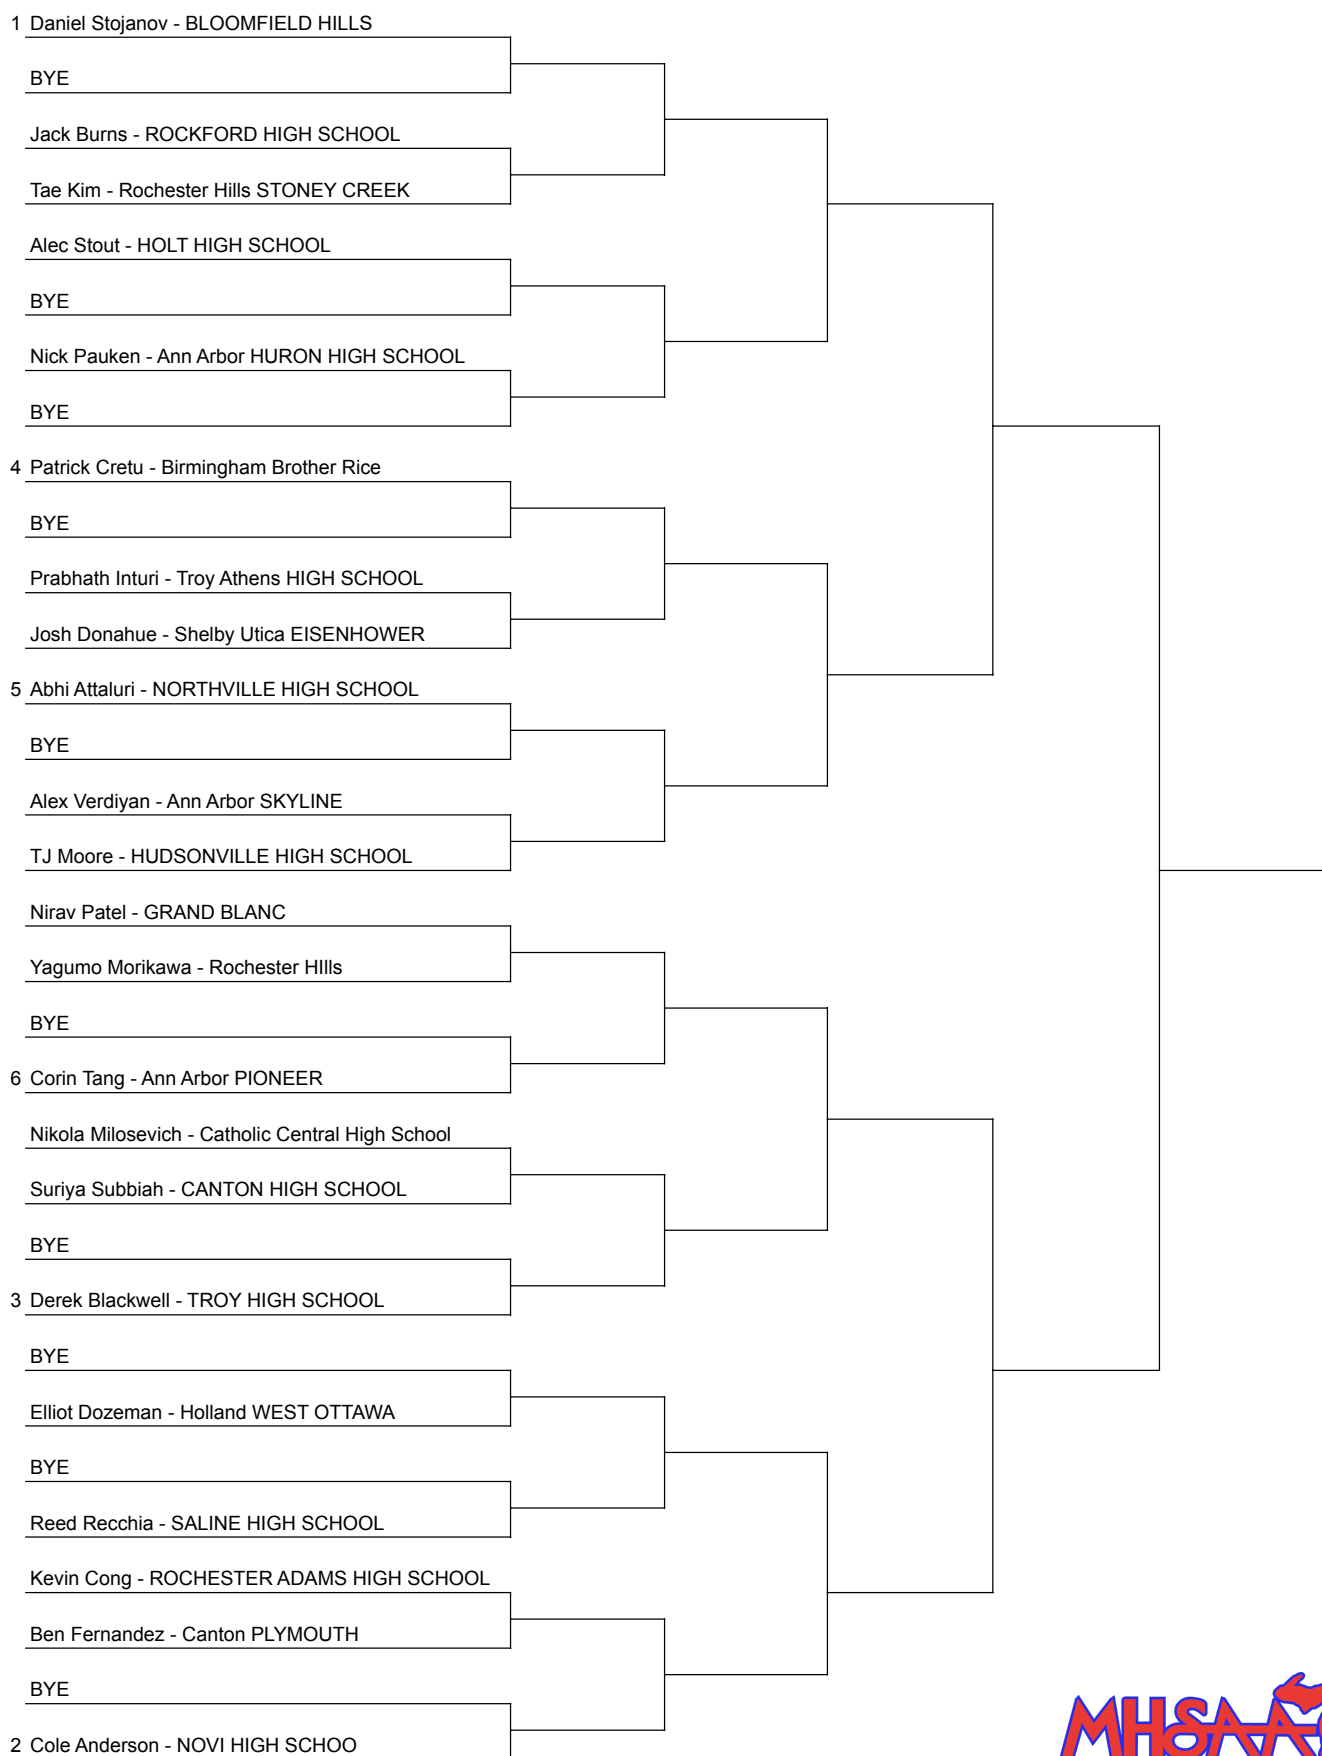 1 Daniel Stojanov - BLOOMFIELD HILLS
BYE
Jack Burns - ROCKFORD HIGH SCHOOL
Tae Kim - Rochester Hills STONEY CREEK
Alec Stout - HOLT HIGH SCHOOL
BYE
Nick Pauken - Ann Arbor HURON HIGH SCHOOL
BYE
4 Patrick Cretu - Birmingham Brother Rice
BYE
Prabhath Inturi - Troy Athens HIGH SCHOOL
Josh Donahue - Shelby Utica EISENHOWER
5 Abhi Attaluri - NORTHVILLE HIGH SCHOOL
BYE
Alex Verdiyan - Ann Arbor SKYLINE
TJ Moore - HUDSONVILLE HIGH SCHOOL
Nirav Patel - GRAND BLANC
Yagumo Morikawa - Rochester HIlls
BYE
6 Corin Tang - Ann Arbor PIONEER
Nikola Milosevich - Catholic Central High School
Suriya Subbiah - CANTON HIGH SCHOOL
BYE
3 Derek Blackwell - TROY HIGH SCHOOL
BYE
Elliot Dozeman - Holland WEST OTTAWA
BYE
Reed Recchia - SALINE HIGH SCHOOL
Kevin Cong - ROCHESTER ADAMS HIGH SCHOOL
Ben Fernandez - Canton PLYMOUTH
BYE
2 Cole Anderson - NOVI HIGH SCHOO
MHSAA